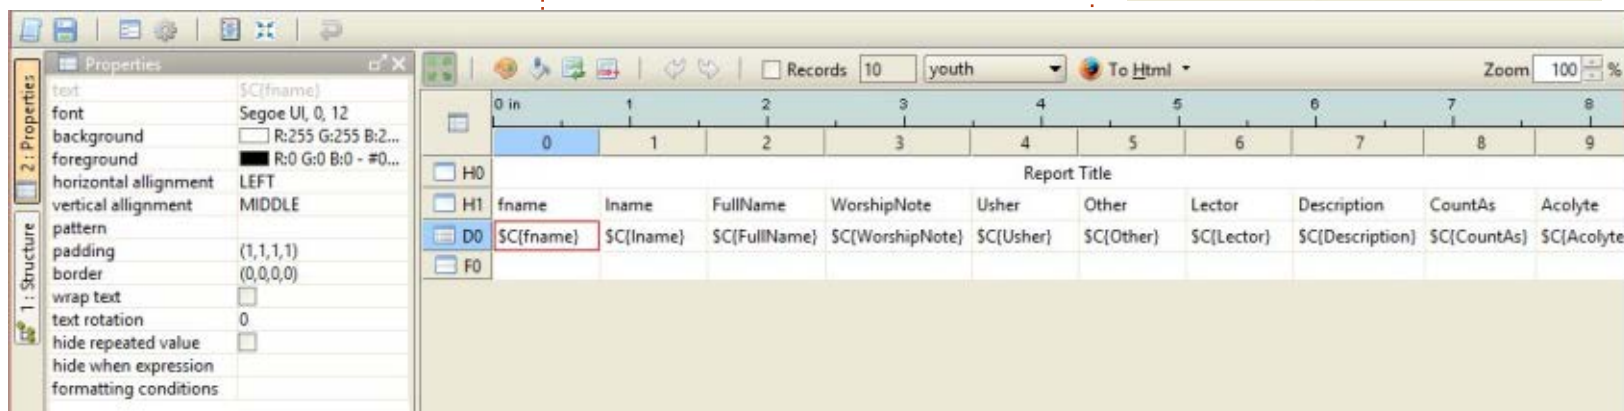 Records 10 youth To Html Zoom 100 %
2 : Properties
1 : Structure
Properties
text $C{fname}
font Segoe UI, 0, 12
background R:255 G:255 B:2...
foreground R:0 G:0 B:0 - #0...
horizontal allignment LEFT
vertical allignment MIDDLE
pattern
padding (1,1,1,1)
border (0,0,0,0)
wrap text
text rotation 0
hide repeated value
hide when expression
formatting conditions
0 in 1 2 3 4 5 6 7 8
0 1 2 3 4 5 6 7 8 9
H0 Report Title
H1 fname lname FullName WorshipNote Usher Other Lector Description CountAs Acolyte
D0 $C{fname} $C{lname} $C{FullName} $C{WorshipNote} $C{Usher} $C{Other} $C{Lector} $C{Description} $C{CountAs} $C{Acolyte
F0